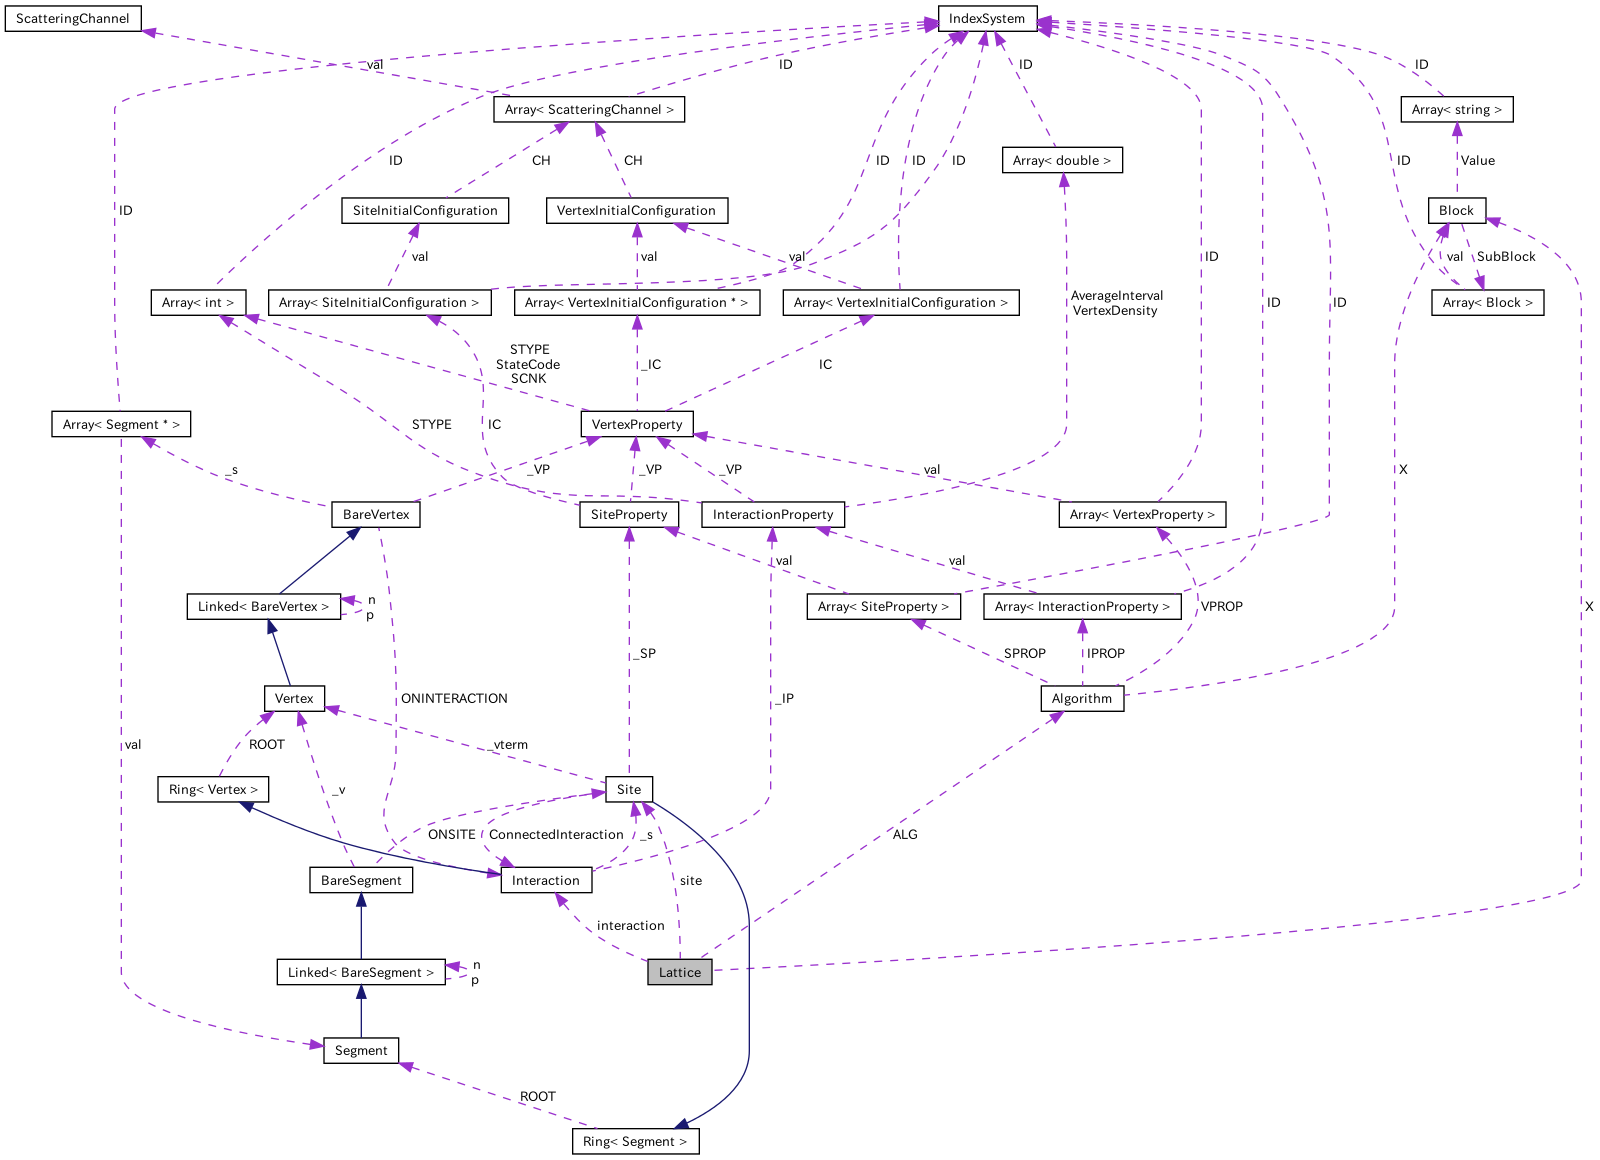 ScatteringChannel
IndexSystem
val
ID
ID
Array< ScatteringChannel >
Array< string >
ID
CH
CH
ID
ID
ID
Array< double >
ID
Value
ID
SiteInitialConfiguration
VertexInitialConfiguration
Block
val
val
val
ID
val
SubBlock
Array< int >
Array< SiteInitialConfiguration >
Array< VertexInitialConfiguration * >
Array< VertexInitialConfiguration >
AverageInterval
VertexDensity
ID
ID
Array< Block >
STYPE
StateCode
SCNK
_IC
IC
Array< Segment * >
STYPE
IC
VertexProperty
_s
_VP
_VP
_VP
val
X
BareVertex
SiteProperty
InteractionProperty
Array< VertexProperty >
val
val
Linked< BareVertex >
n
p
Array< SiteProperty >
Array< InteractionProperty >
VPROP
X
_SP
SPROP
IPROP
Vertex
ONINTERACTION
_IP
Algorithm
val
ROOT
_vterm
Ring< Vertex >
_v
Site
ONSITE
ConnectedInteraction
_s
ALG
BareSegment
Interaction
site
interaction
Linked< BareSegment >
n
p
Lattice
Segment
ROOT
Ring< Segment >